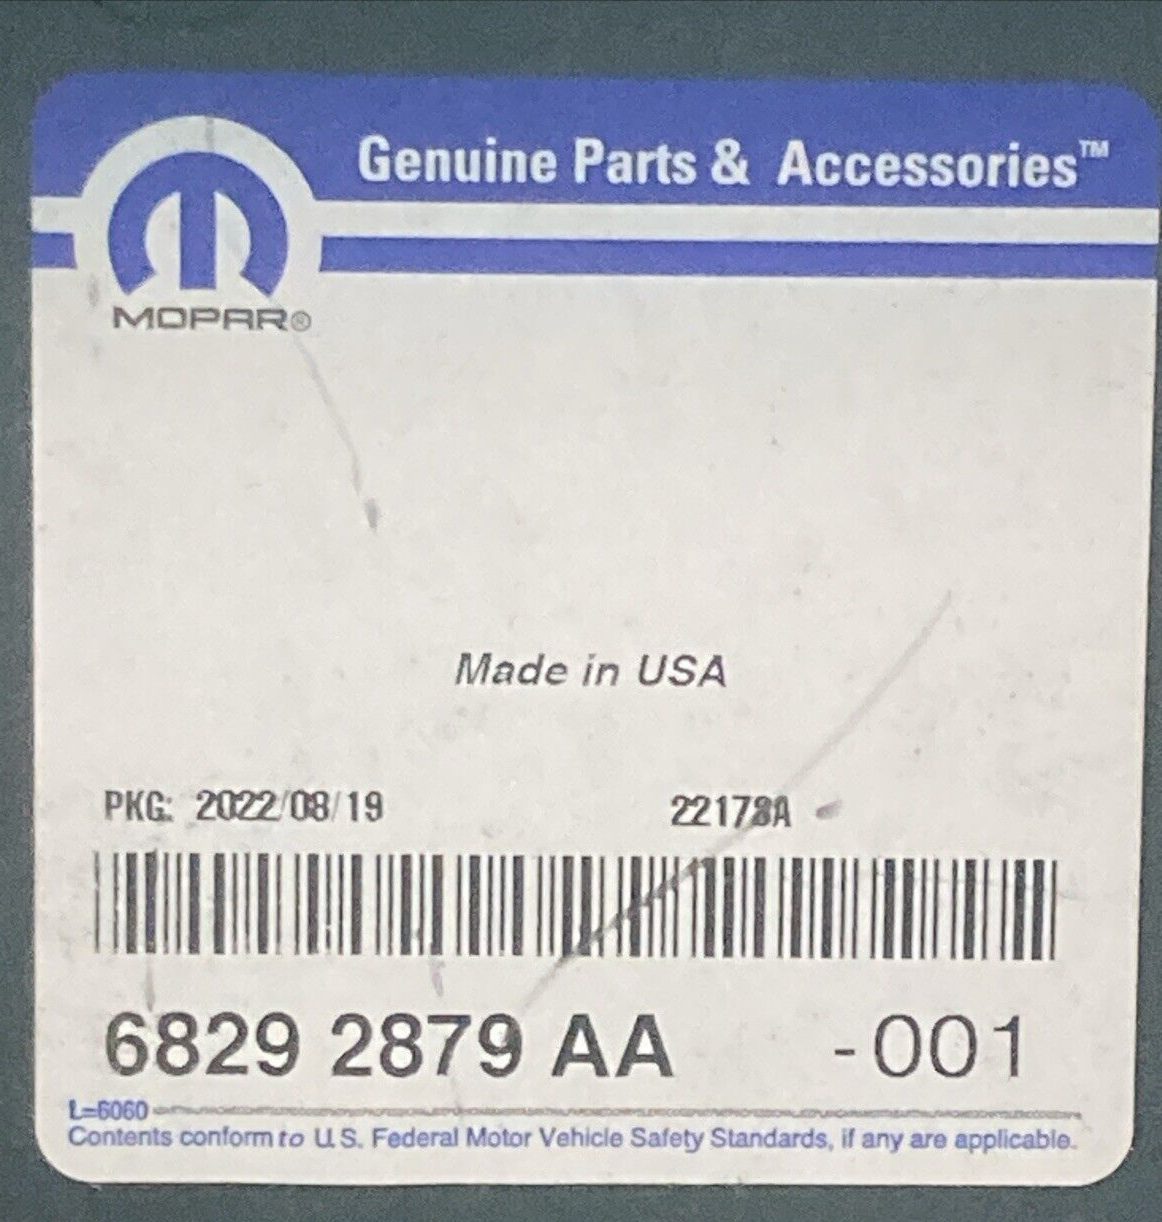 Genuine Parts & Accessories™
MOPAR®
Made in USA
PKG: 2022/08/19 22178A
6829 2879 AA -001
L=6060
Contents conform to U.S. Federal Motor Vehicle Safety Standards, if any are applicable.